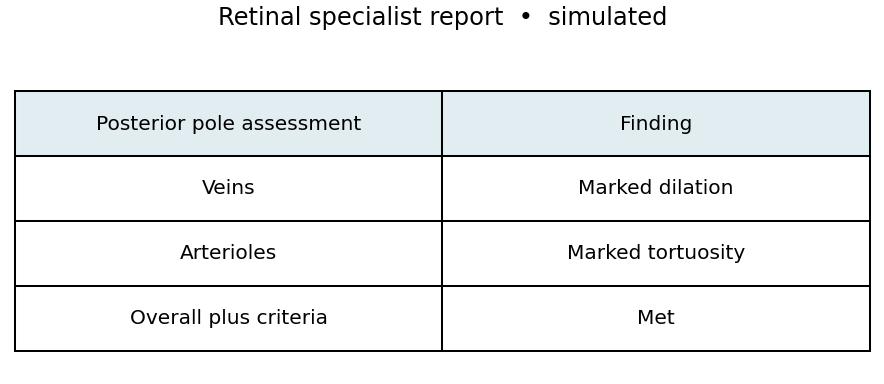 Retinal specialist report • simulated
Posterior pole assessment Finding
Veins Marked dilation
Arterioles Marked tortuosity
Overall plus criteria Met